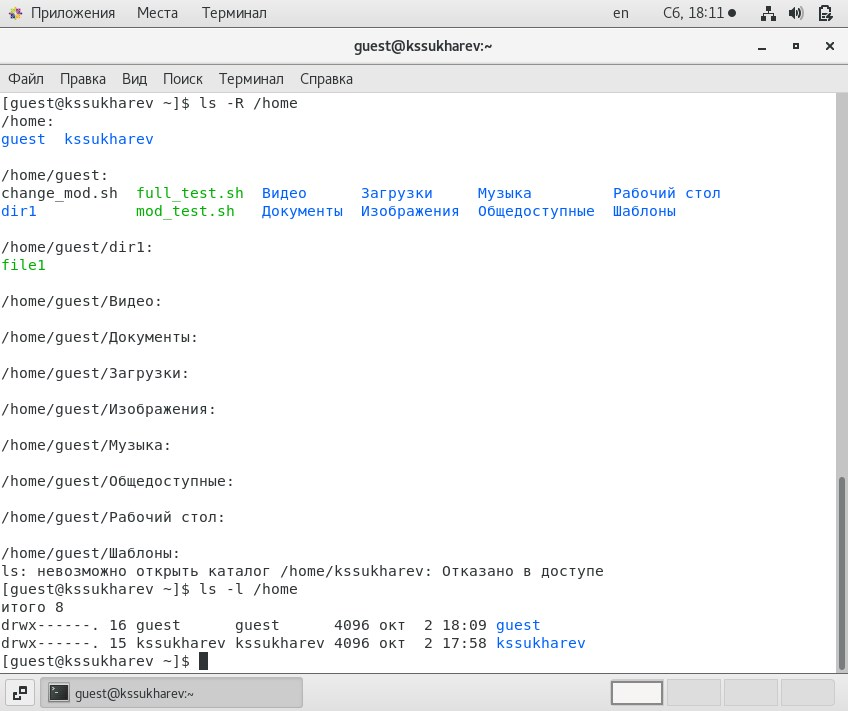 Приложения Места Терминал en Сб, 18:11
guest@kssukharev:~
Файл Правка Вид Поиск Терминал Справка
[guest@kssukharev ~]$ ls -R /home
/home:
guest  kssukharev
/home/guest:
change_mod.sh  full_test.sh  Видео      Загрузки     Музыка         Рабочий стол
dir1           mod_test.sh   Документы  Изображения  Общедоступные  Шаблоны
/home/guest/dir1:
file1
/home/guest/Видео:
/home/guest/Документы:
/home/guest/Загрузки:
/home/guest/Изображения:
/home/guest/Музыка:
/home/guest/Общедоступные:
/home/guest/Рабочий стол:
/home/guest/Шаблоны:
ls: невозможно открыть каталог /home/kssukharev: Отказано в доступе
[guest@kssukharev ~]$ ls -l /home
итого 8
drwx------. 16 guest      guest      4096 окт  2 18:09 guest
drwx------. 15 kssukharev kssukharev 4096 окт  2 17:58 kssukharev
[guest@kssukharev ~]$
guest@kssukharev:~